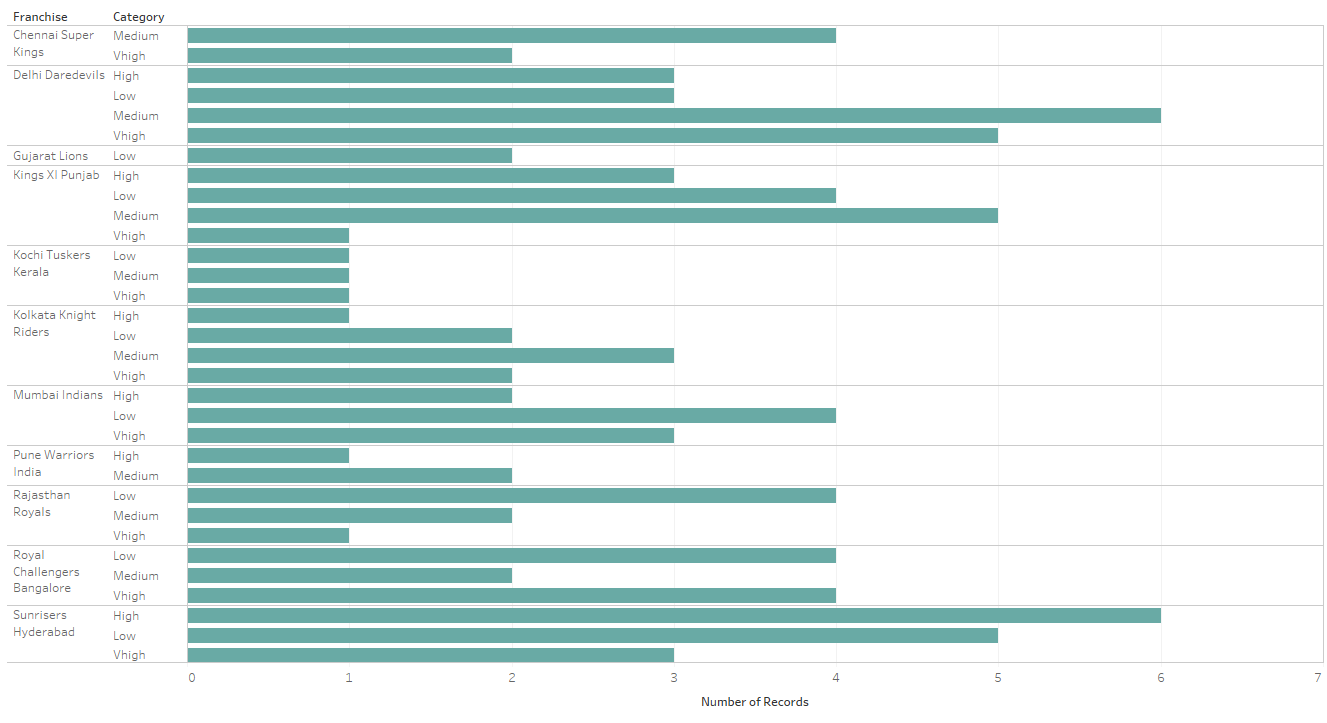 Franchise Category
Chennai Super Medium
Kings Vhigh
Delhi Daredevils High
Low
Medium
Vhigh
Gujarat Lions Low
Kings XI Punjab High
Low
Medium
Vhigh
Kochi Tuskers Low
Kerala Medium
Vhigh
Kolkata Knight High
Riders Low
Medium
Vhigh
Mumbai Indians High
Low
Vhigh
Pune Warriors High
India Medium
Rajasthan Low
Royals Medium
Vhigh
Royal Low
Challengers Medium
Bangalore Vhigh
Sunrisers High
Hyderabad Low
Vhigh
0 1 2 3 4 5 6 7
Number of Records